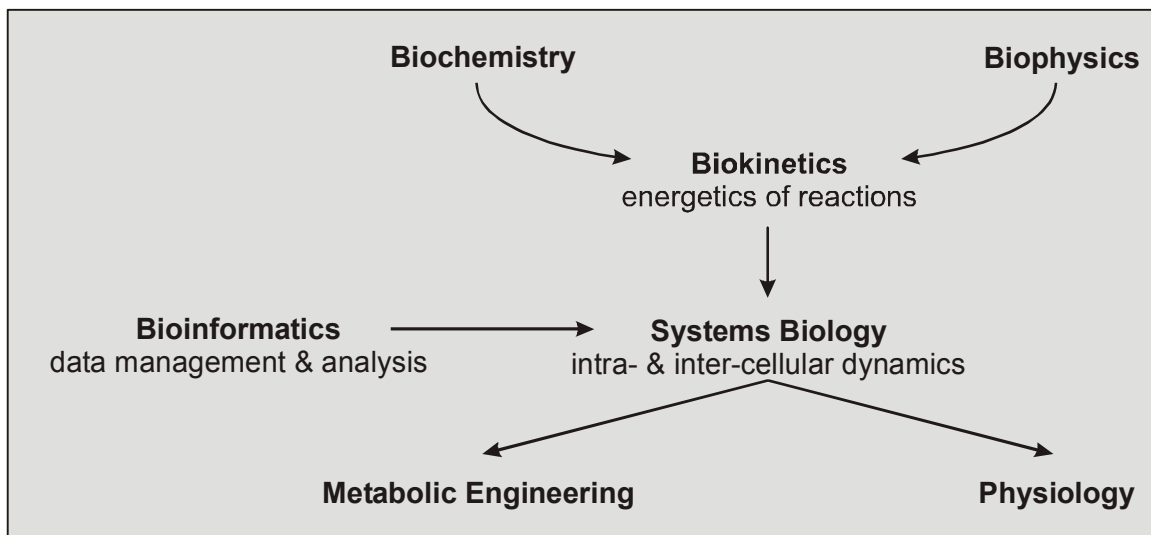 Biochemistry
Biophysics
Biokinetics
energetics of reactions
Bioinformatics
data management & analysis
Systems Biology
intra- & inter-cellular dynamics
Metabolic Engineering
Physiology